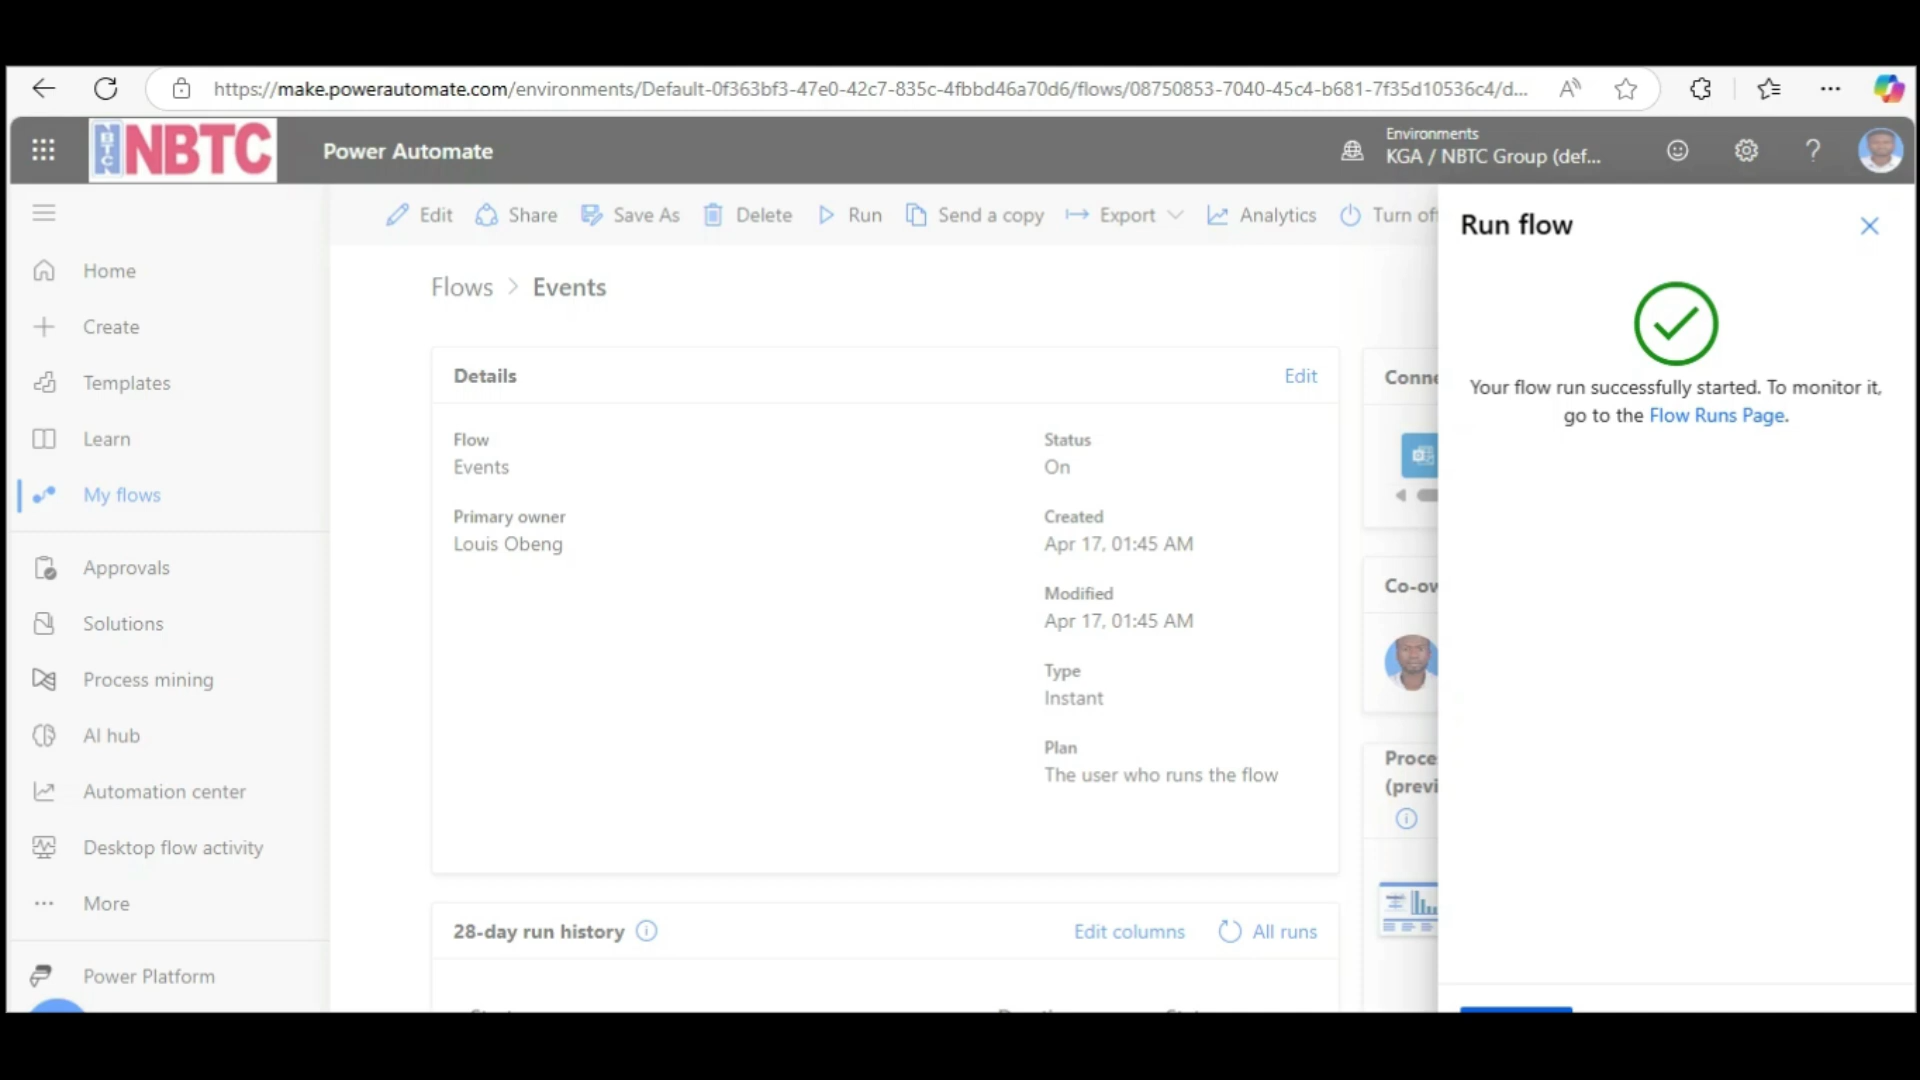 https://make.powerautomate.com/environments/Default-0f363bf3-47e0-42c7-835c-4fbbd46a70d6/flows/08750853-7040-45c4-b681-7f35d10536c4/d...
NBTC NBTC
Power Automate
Environments
KGA / NBTC Group (def...
Edit Share Save As Delete Run Send a copy Export Analytics Turn off
Run flow
Your flow run successfully started. To monitor it,
go to the Flow Runs Page.
Home
Create
Templates
Learn
My flows
Approvals
Solutions
Process mining
AI hub
Automation center
Desktop flow activity
More
Power Platform
Flows > Events
Details
Edit
Flow
Events
Primary owner
Louis Obeng
Status
On
Created
Apr 17, 01:45 AM
Modified
Apr 17, 01:45 AM
Type
Instant
Plan
The user who runs the flow
28-day run history
Edit columns
All runs
Conne
Co-ow
Proce
(previ